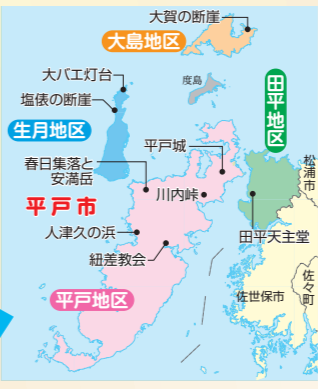 大賀の断崖
大島地区
大バエ灯台
度島
塩俵の断崖
田平地区
生月地区
平戸城
松浦市
春日集落と
安満岳
川内峠
平戸市
人津久の浜
田平天主堂
紐差教会
佐々町
平戸地区
佐世保市